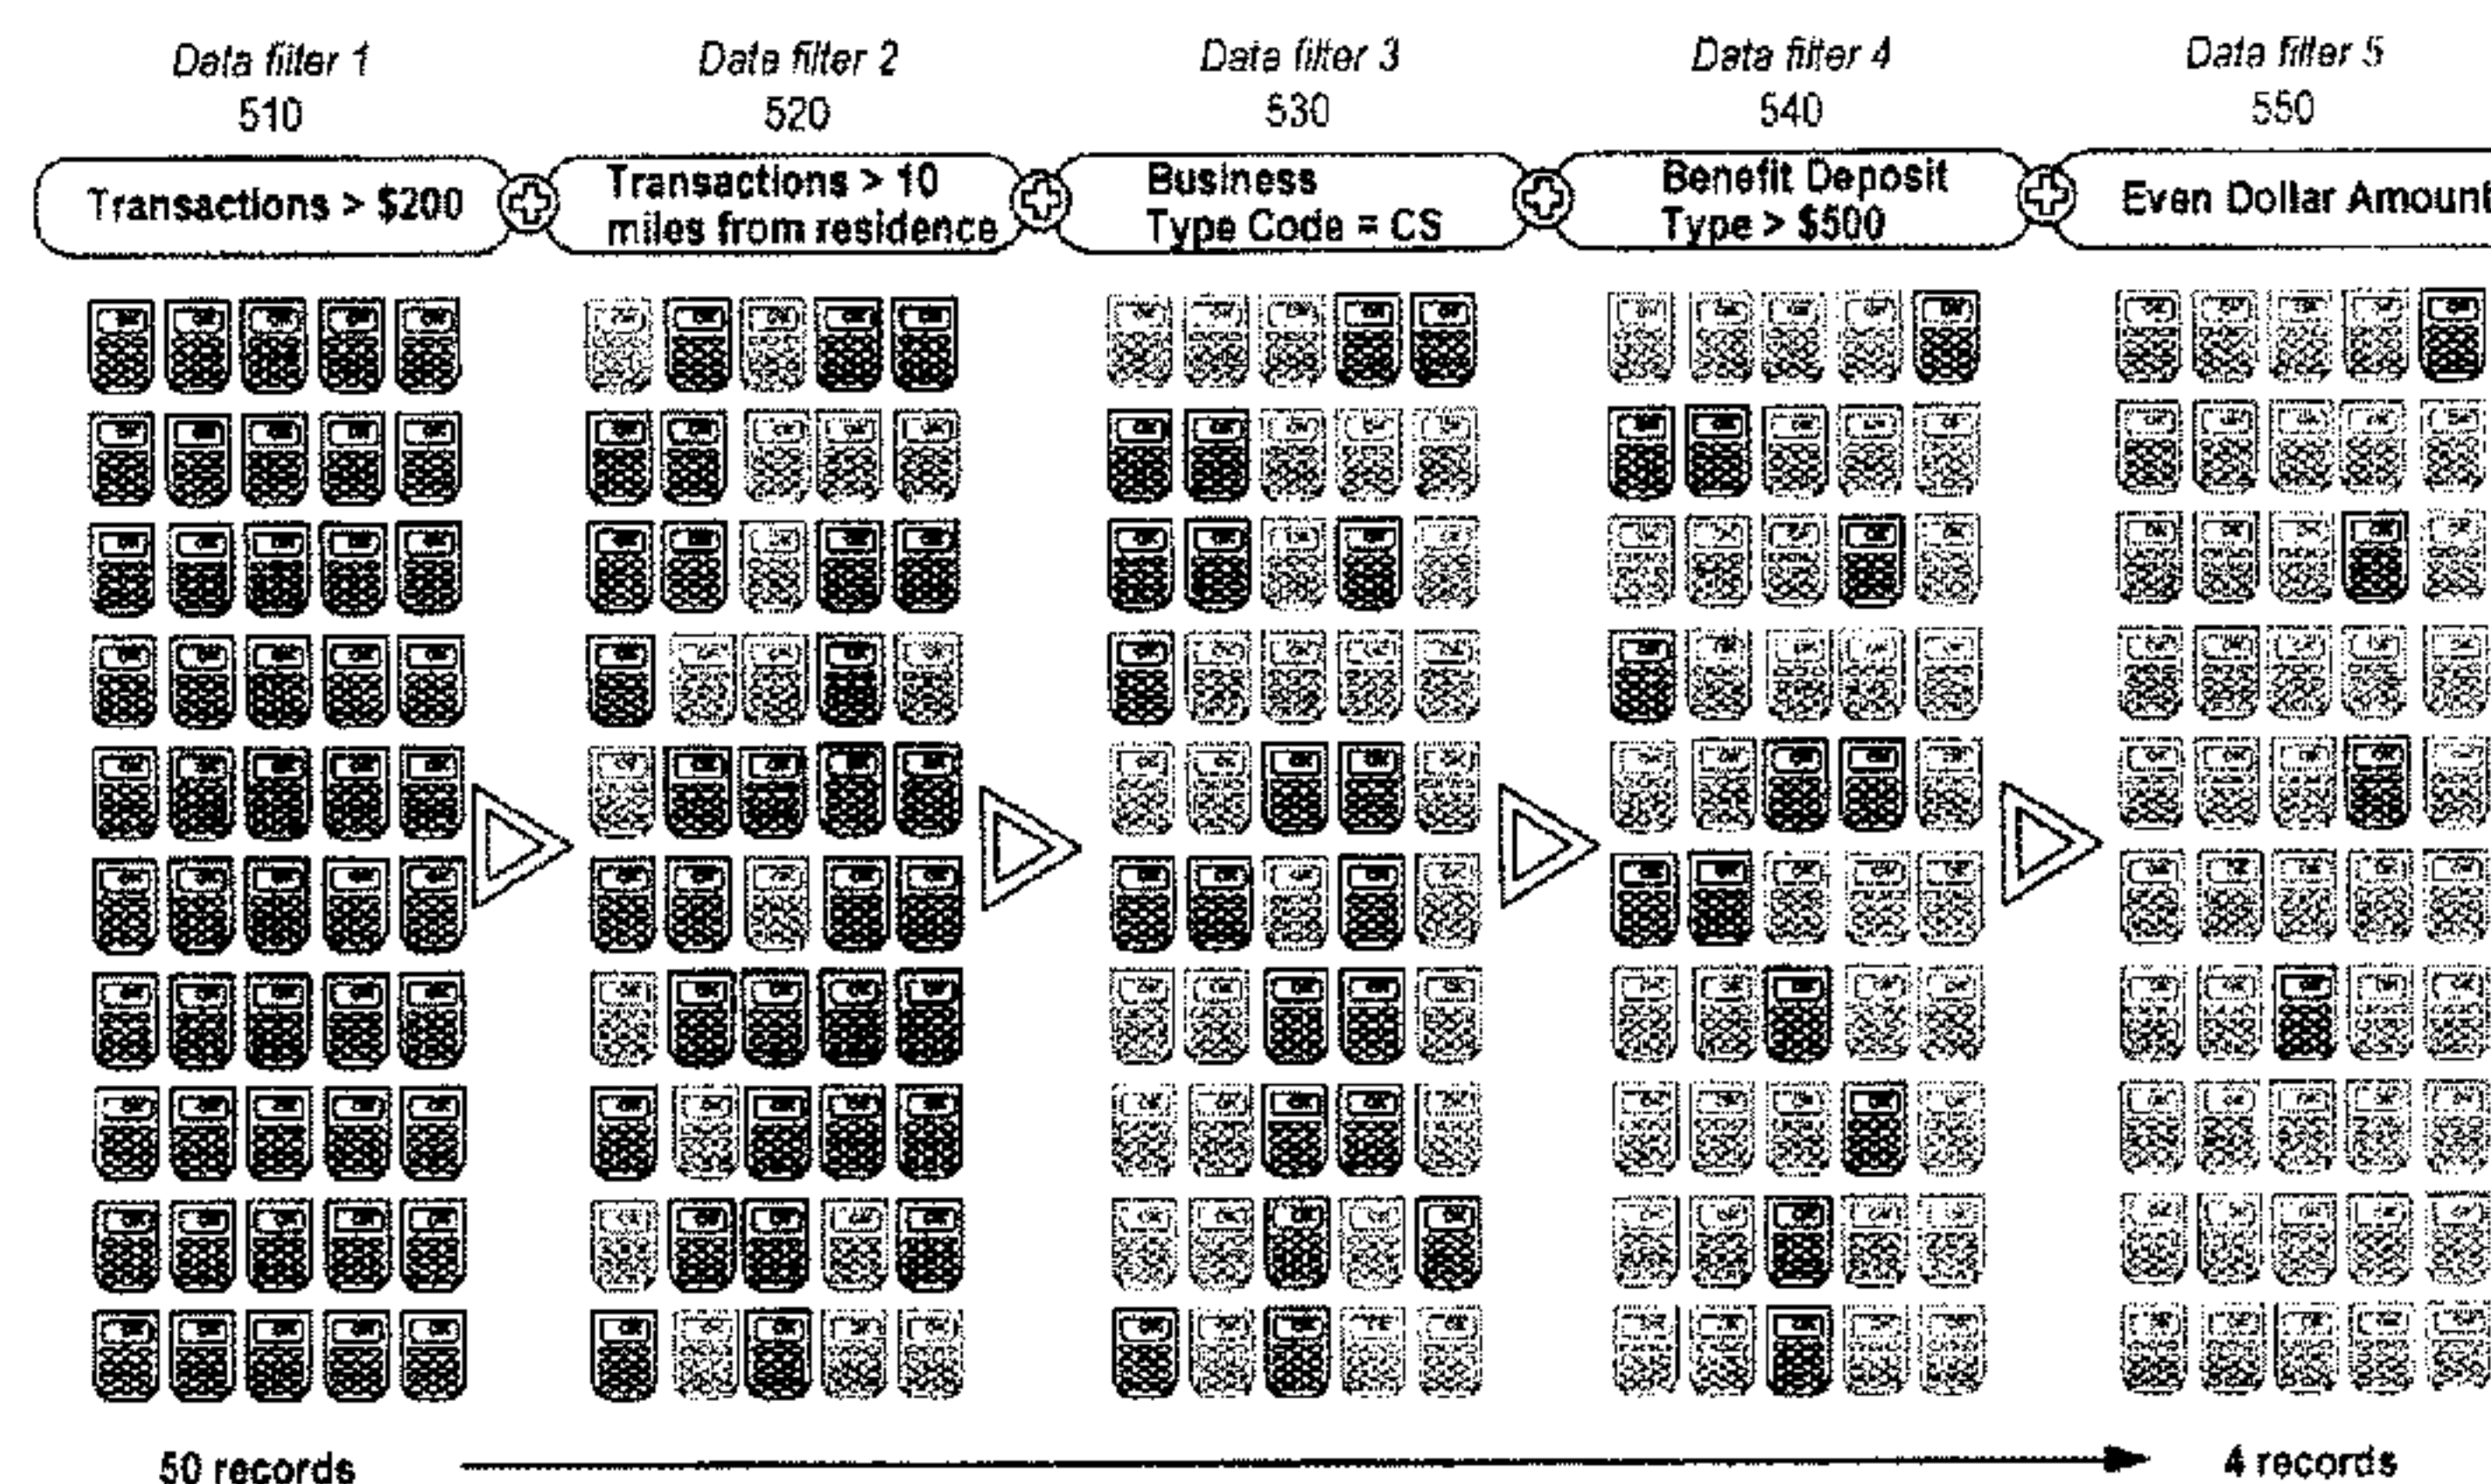 Data filter 1
510
Transactions > $200
Data filter 2
520
Transactions > 10
miles from residence
Data filter 3
530
Business
Type Code = CS
Data filter 4
540
Benefit Deposit
Type > $500
Data filter 5
550
Even Dollar Amount
50 records
4 records